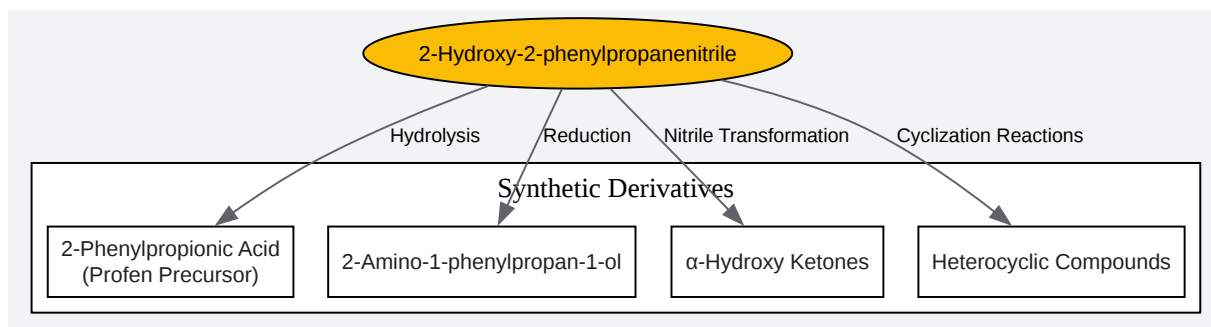 2-Hydroxy-2-phenylpropanenitrile
Hydrolysis
Reduction
Nitrile Transformation
Cyclization Reactions
Synthetic Derivatives
2-Phenylpropionic Acid
(Profen Precursor)
2-Amino-1-phenylpropan-1-ol
α-Hydroxy Ketones
Heterocyclic Compounds